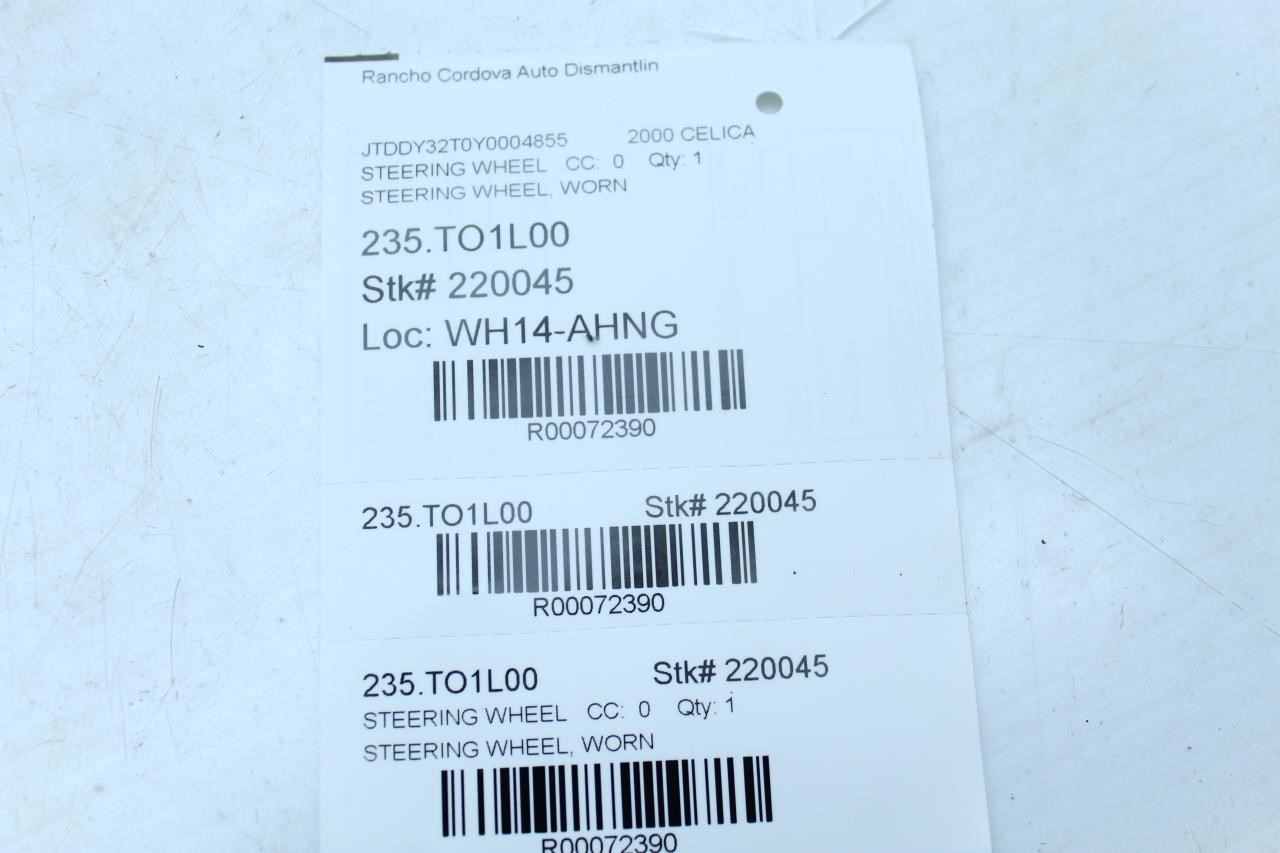 Rancho Cordova Auto Dismantlin
JTDDY32T0Y0004855 2000 CELICA
STEERING WHEEL CC: 0 Qty: 1
STEERING WHEEL, WORN
235.TO1L00
Stk# 220045
Loc: WH14-AHNG
R00072390
235.TO1L00 Stk# 220045
R00072390
235.TO1L00 Stk# 220045
STEERING WHEEL CC: 0 Qty: 1
STEERING WHEEL, WORN
R00072390